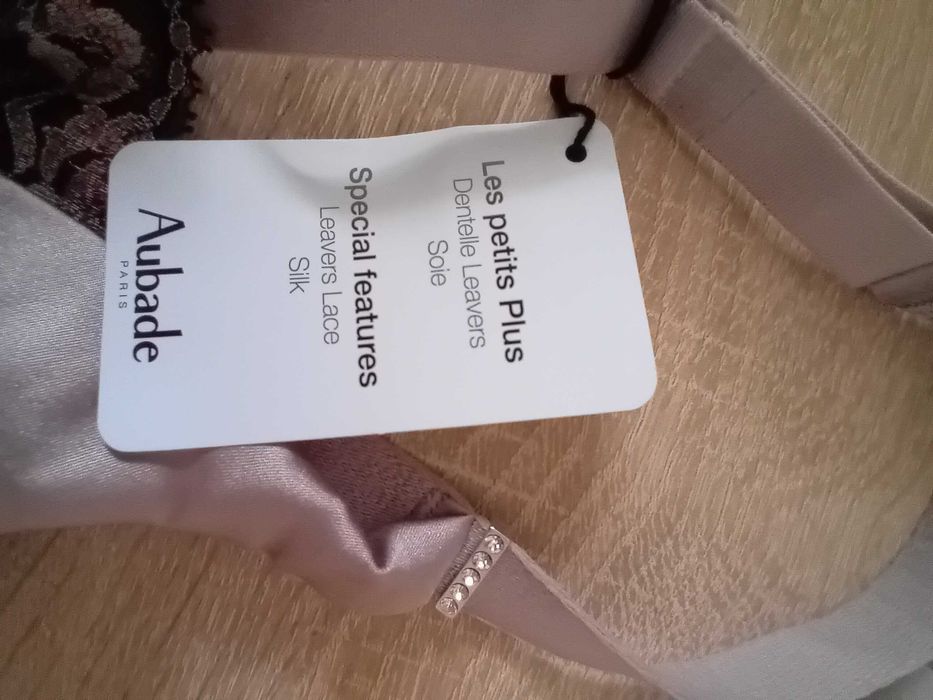 Les petits Plus
Dentelle Leavers
Soie
Special features
Leavers Lace
Silk
Aubade
PARIS